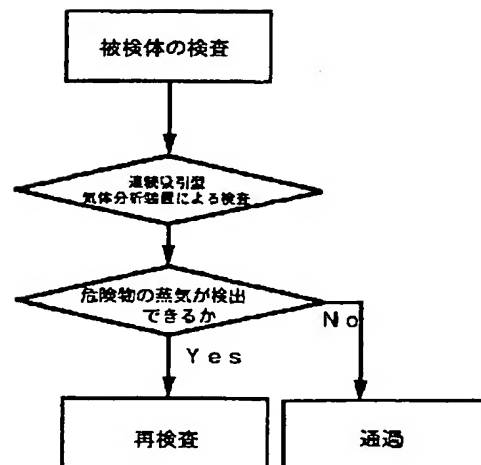 被検体の検査
連続吸引型
気体分析装置による検査
危険物の蒸気が検出
できるか
No
Yes
再検査
通過